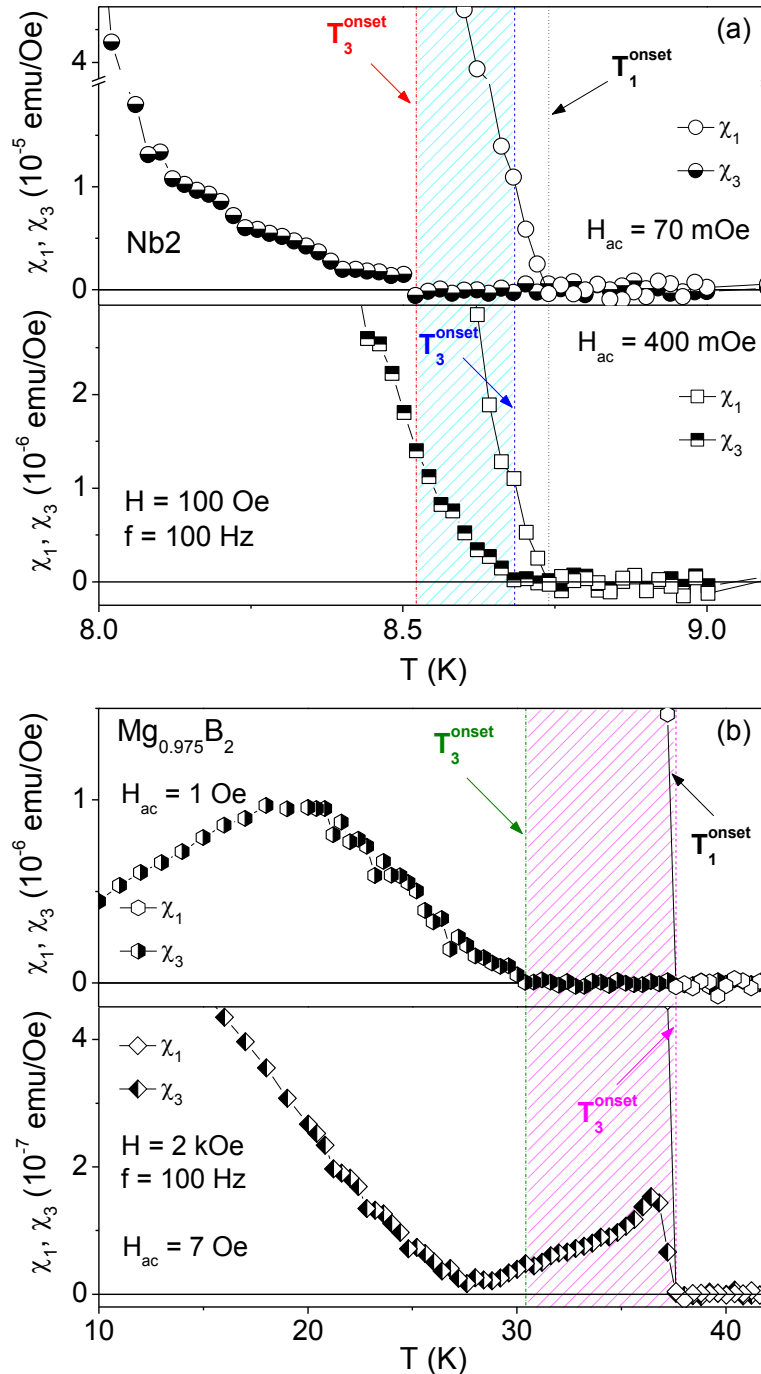 (a)
T₃ᵒⁿˢᵉᵗ
T₁ᵒⁿˢᵉᵗ
4
χ₁
χ₃
1
Nb2
H_ac = 70 mOe
0
χ₁, χ₃ (10⁻⁵ emu/Oe)
T₃ᵒⁿˢᵉᵗ
H_ac = 400 mOe
2
χ₁
χ₃
1
H = 100 Oe
f = 100 Hz
0
χ₁, χ₃ (10⁻⁶ emu/Oe)
8.0 8.5 9.0
T (K)
Mg₀.₉₇₅B₂
(b)
T₃ᵒⁿˢᵉᵗ
H_ac = 1 Oe
1
T₁ᵒⁿˢᵉᵗ
χ₁
χ₃
0
χ₁, χ₃ (10⁻⁶ emu/Oe)
4
χ₁
χ₃
T₃ᵒⁿˢᵉᵗ
H = 2 kOe
f = 100 Hz
2
H_ac = 7 Oe
0
χ₁, χ₃ (10⁻⁷ emu/Oe)
10 20 30 40
T (K)